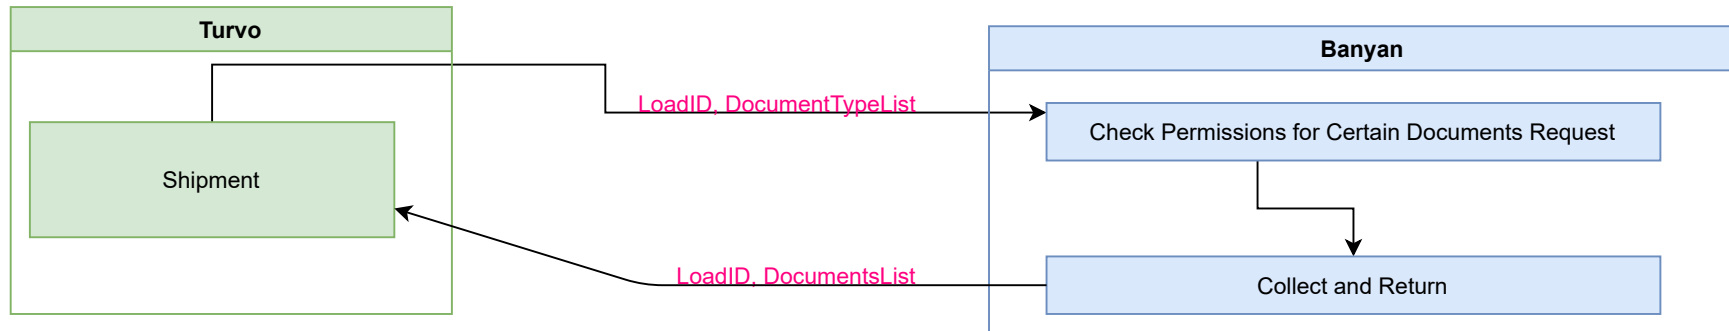 Turvo
Banyan
LoadID, DocumentTypeList
Check Permissions for Certain Documents Request
Shipment
LoadID, DocumentsList
Collect and Return